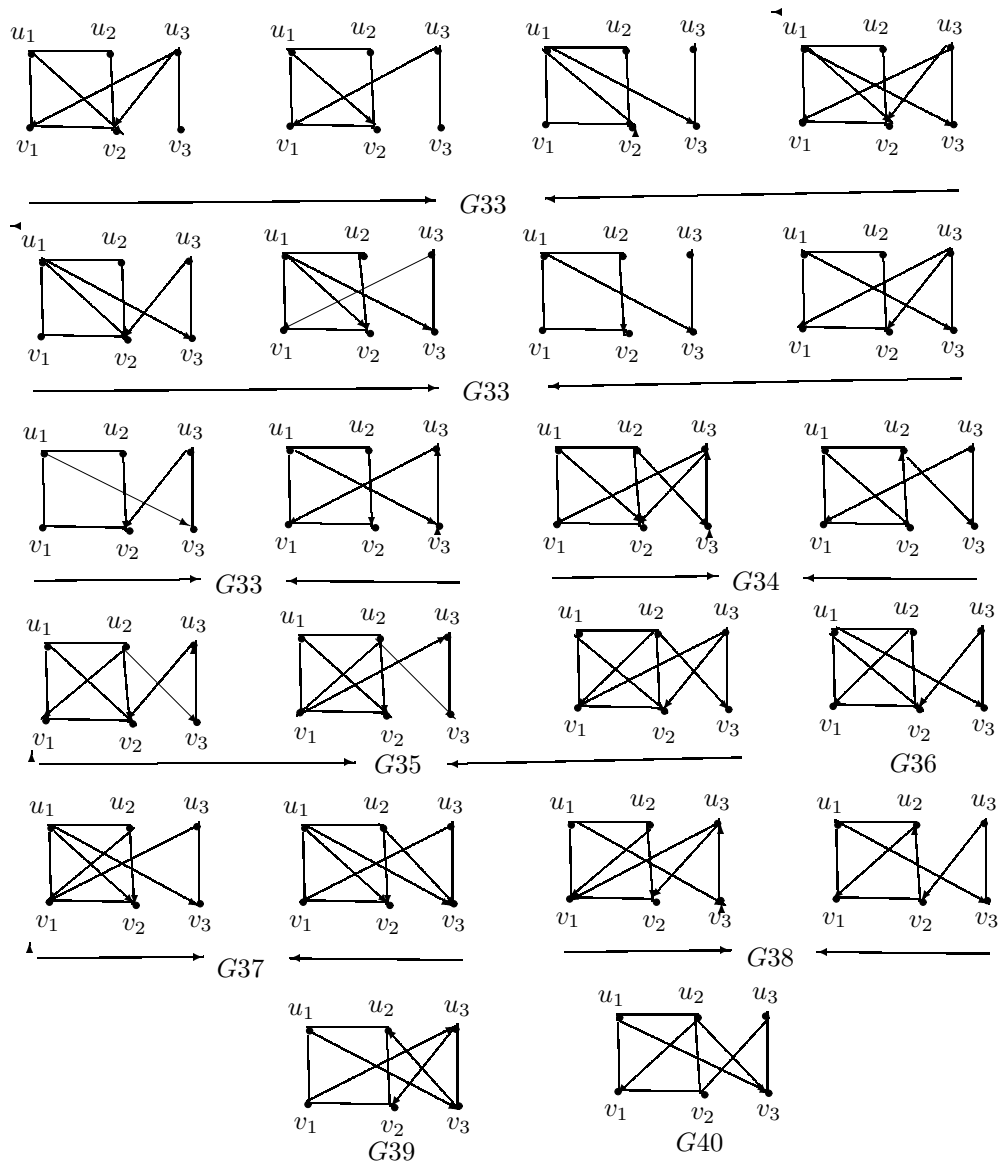 u1 u2 u3 u1 u2 u3 u1 u2 u3 u1 u2 u3
v1 v2 v3 v1 v2 v3 v1 v2 v3 v1 v2 v3
G33
u1 u2 u3 u1 u2 u3 u1 u2 u3 u1 u2 u3
v1 v2 v3 v1 v2 v3 v1 v2 v3 v1 v2 v3
G33
u1 u2 u3 u1 u2 u3 u1 u2 u3 u1 u2 u3
v1 v2 v3 v1 v2 v3 v1 v2 v3 v1 v2 v3
G33 G34
u1 u2 u3 u1 u2 u3 u1 u2 u3 u1 u2 u3
v1 v2 v3 v1 v2 v3 v1 v2 v3 v1 v2 v3
G35 G36
u1 u2 u3 u1 u2 u3 u1 u2 u3 u1 u2 u3
v1 v2 v3 v1 v2 v3 v1 v2 v3 v1 v2 v3
G37 G38
u1 u2 u3 u1 u2 u3
v1 v2 v3 v1 v2 v3
G39 G40